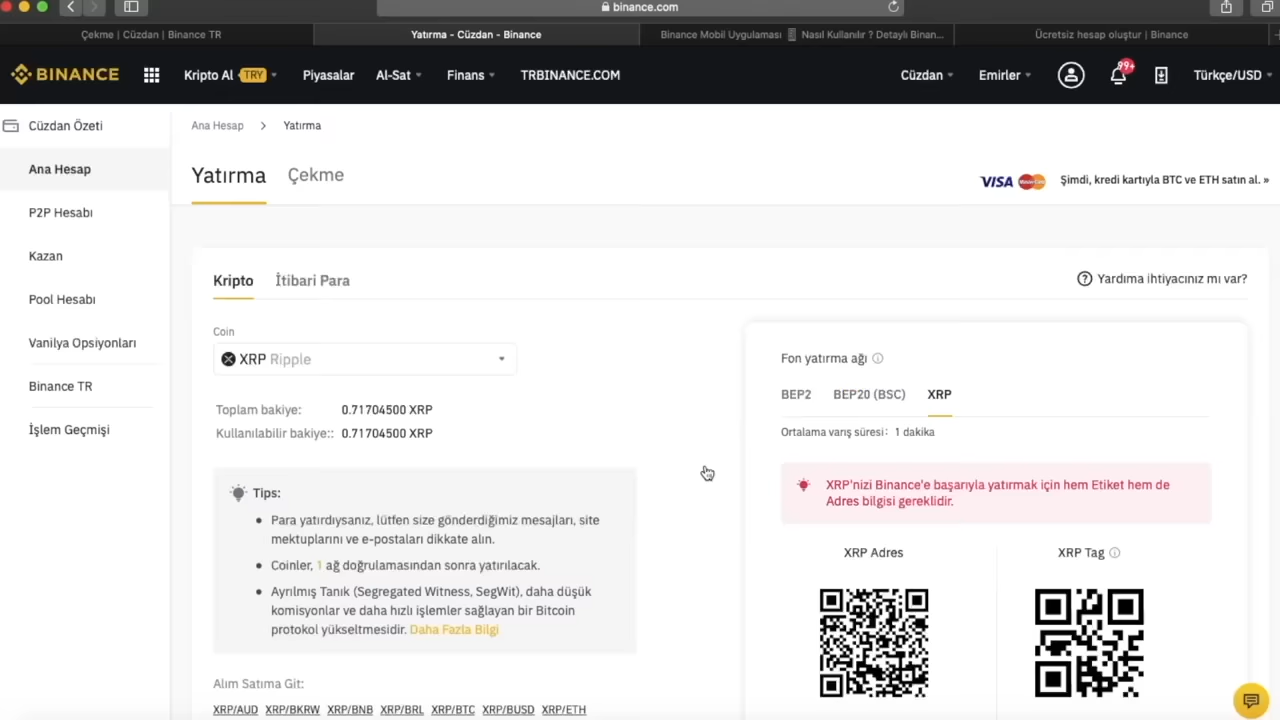 binance.com
Çekme | Cüzdan | Binance TR
Yatırma - Cüzdan - Binance
Binance Mobil Uygulaması 📱 Nasıl Kullanılır ? Detaylı Binan...
Ücretsiz hesap oluştur | Binance
BINANCE
Kripto Al TRY
Piyasalar
Al-Sat
Finans
TRBINANCE.COM
Cüzdan
Emirler
99+
Türkçe/USD
Cüzdan Özeti
Ana Hesap
P2P Hesabı
Kazan
Pool Hesabı
Vanilya Opsiyonları
Binance TR
İşlem Geçmişi
Ana Hesap > Yatırma
Yatırma
Çekme
VISA
Şimdi, kredi kartıyla BTC ve ETH satın al. »
Kripto
İtibari Para
Yardıma ihtiyacınız mı var?
Coin
XRP Ripple
Toplam bakiye: 0.71704500 XRP
Kullanılabilir bakiye:: 0.71704500 XRP
Tips:
Para yatırdıysanız, lütfen size gönderdiğimiz mesajları, site
mektuplarını ve e-postaları dikkate alın.
Coinler, 1 ağ doğrulamasından sonra yatırılacak.
Ayrılmış Tanık (Segregated Witness, SegWit), daha düşük
komisyonlar ve daha hızlı işlemler sağlayan bir Bitcoin
protokol yükseltmesidir. Daha Fazla Bilgi
Alım Satıma Git:
XRP/AUD XRP/BKRW XRP/BNB XRP/BRL XRP/BTC XRP/BUSD XRP/ETH
Fon yatırma ağı
BEP2
BEP20 (BSC)
XRP
Ortalama varış süresi: 1 dakika
XRP'nizi Binance'e başarıyla yatırmak için hem Etiket hem de
Adres bilgisi gereklidir.
XRP Adres
XRP Tag